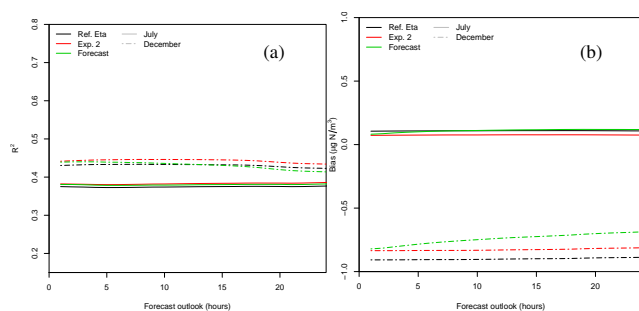 Ref. Eta
Exp. 2
Forecast
July
December
(a)
R²
0.2
0.3
0.4
0.5
0.6
0.7
0.8
0
5
10
15
20
Forecast outlook (hours)
Ref. Eta
Exp. 2
Forecast
July
December
(b)
Bias (µg N/m³)
−1.0
−0.5
0.0
0.5
1.0
0
5
10
15
20
Forecast outlook (hours)